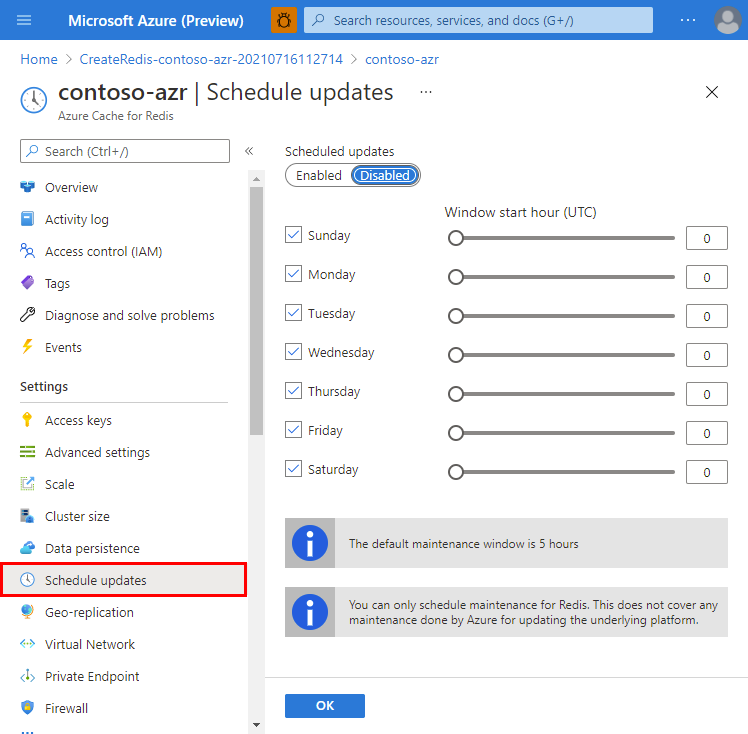 Microsoft Azure (Preview)
Search resources, services, and docs (G+/)
Home > CreateRedis-contoso-azr-20210716112714 > contoso-azr
contoso-azr | Schedule updates ...
Azure Cache for Redis
Search (Ctrl+/)
Overview
Activity log
Access control (IAM)
Tags
Diagnose and solve problems
Events
Settings
Access keys
Advanced settings
Scale
Cluster size
Data persistence
Schedule updates
Geo-replication
Virtual Network
Private Endpoint
Firewall
Scheduled updates
Enabled Disabled
Window start hour (UTC)
Sunday 0
Monday 0
Tuesday 0
Wednesday 0
Thursday 0
Friday 0
Saturday 0
The default maintenance window is 5 hours
You can only schedule maintenance for Redis. This does not cover any
maintenance done by Azure for updating the underlying platform.
OK